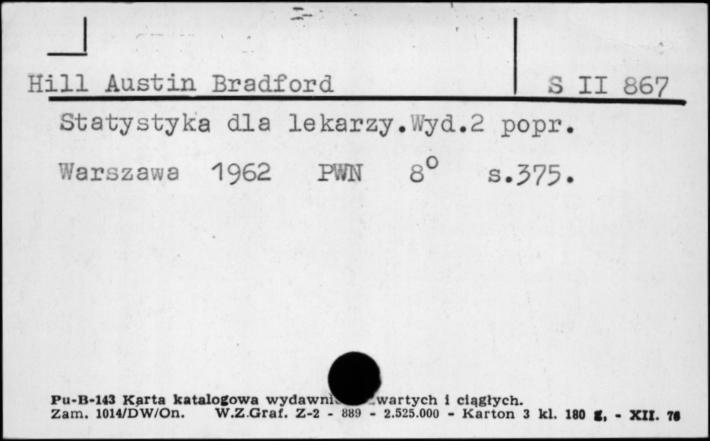 Hill Austin Bradford S II 867
Statystyka dla lekarzy.Wyd.2 popr.
Warszawa 1962 PWN 8° s.375.
Pu-B-143 Karta katalogowa wydawni wartych i ciągłych.
Zam. 1014/DW/On. W.Z.Graf. Z-2 - 889 - 2.525.000 - Karton 3 kl. 180 g, - XII. 76